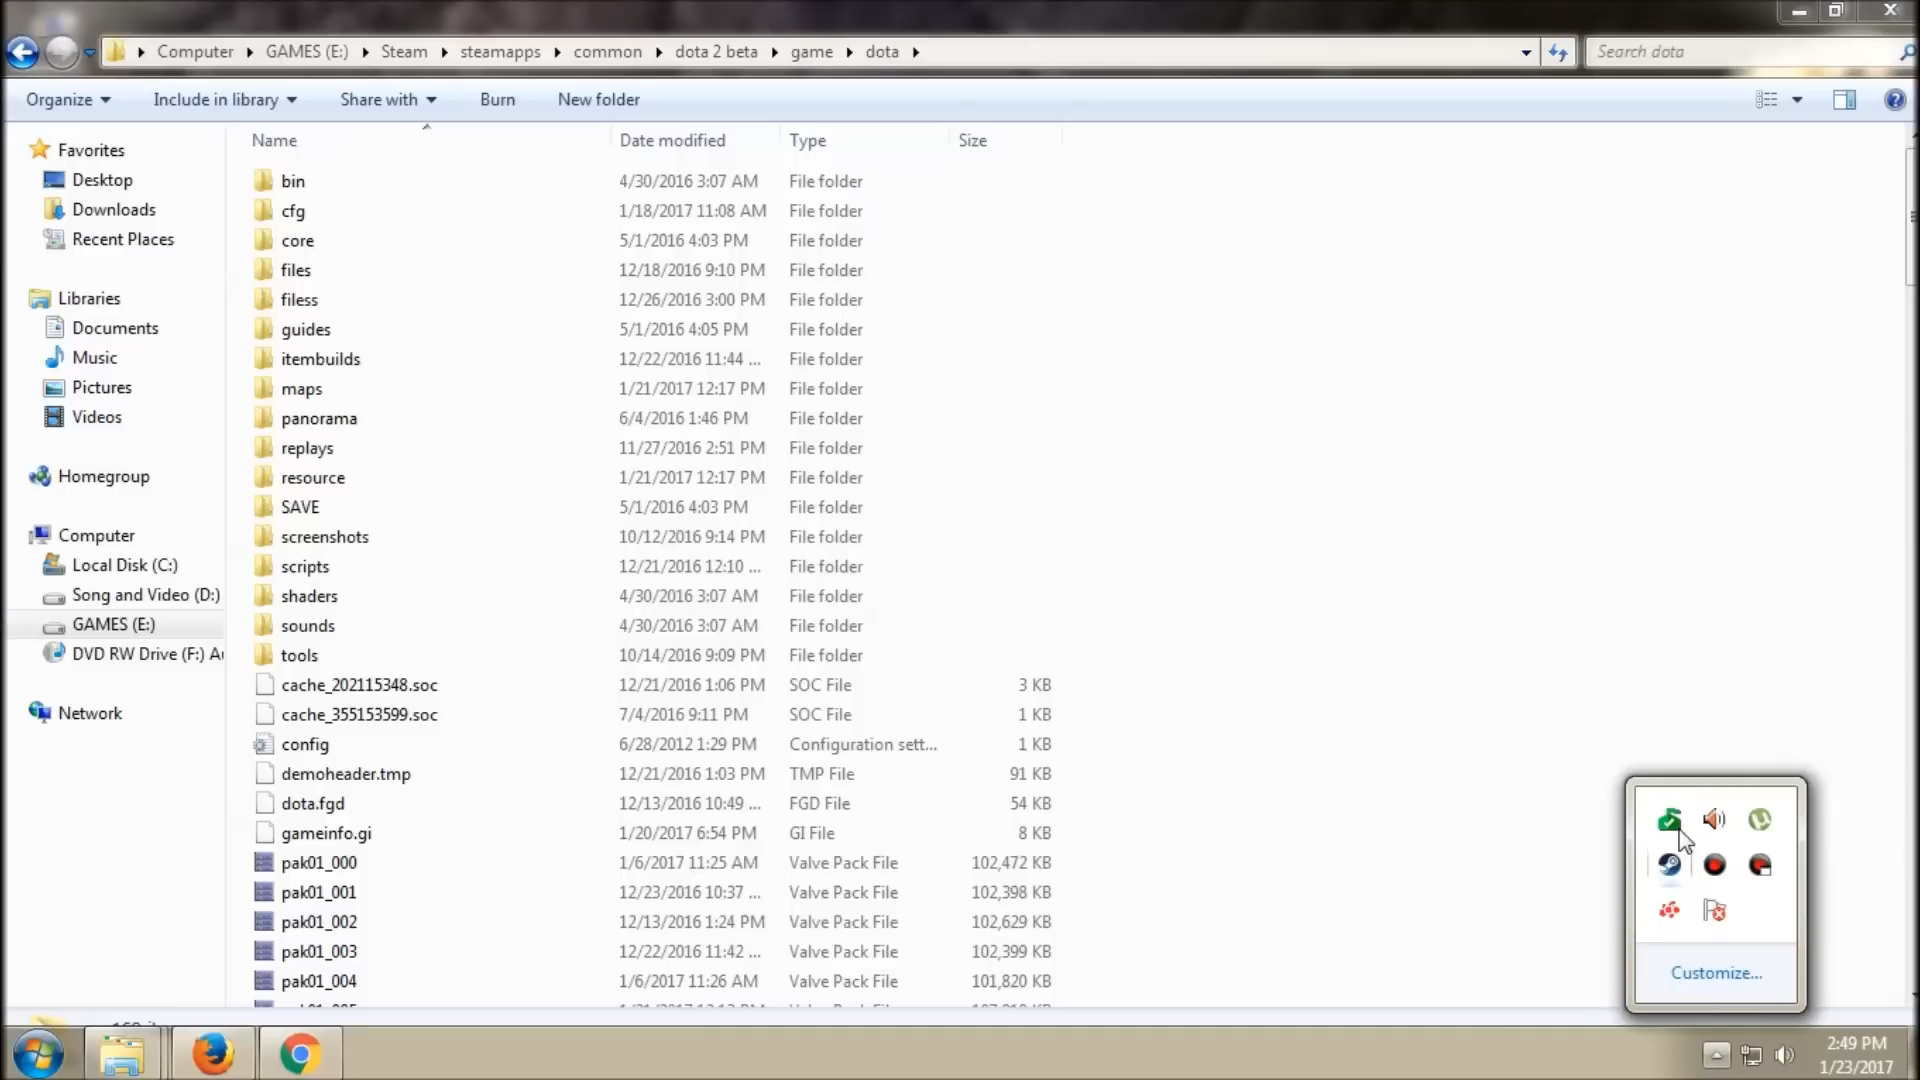 Computer GAMES (E:) Steam steamapps common dota 2 beta game dota
Search dota
Organize Include in library Share with Burn New folder
Name Date modified Type Size
Favorites
Desktop
Downloads
Recent Places
Libraries
Documents
Music
Pictures
Videos
Homegroup
Computer
Local Disk (C:)
Song and Video (D:)
GAMES (E:)
DVD RW Drive (F:)
Network
bin 4/30/2016 3:07 AM File folder
cfg 1/18/2017 11:08 AM File folder
core 5/1/2016 4:03 PM File folder
files 12/18/2016 9:10 PM File folder
filess 12/26/2016 3:00 PM File folder
guides 5/1/2016 4:05 PM File folder
itembuilds 12/22/2016 11:44 ... File folder
maps 1/21/2017 12:17 PM File folder
panorama 6/4/2016 1:46 PM File folder
replays 11/27/2016 2:51 PM File folder
resource 1/21/2017 12:17 PM File folder
SAVE 5/1/2016 4:03 PM File folder
screenshots 10/12/2016 9:14 PM File folder
scripts 12/21/2016 12:10 ... File folder
shaders 4/30/2016 3:07 AM File folder
sounds 4/30/2016 3:07 AM File folder
tools 10/14/2016 9:09 PM File folder
cache_202115348.soc 12/21/2016 1:06 PM SOC File 3 KB
cache_355153599.soc 7/4/2016 9:11 PM SOC File 1 KB
config 6/28/2012 1:29 PM Configuration sett... 1 KB
demoheader.tmp 12/21/2016 1:03 PM TMP File 91 KB
dota.fgd 12/13/2016 10:49 ... FGD File 54 KB
gameinfo.gi 1/20/2017 6:54 PM GI File 8 KB
pak01_000 1/6/2017 11:25 AM Valve Pack File 102,472 KB
pak01_001 12/23/2016 10:37 ... Valve Pack File 102,398 KB
pak01_002 12/13/2016 1:24 PM Valve Pack File 102,629 KB
pak01_003 12/22/2016 11:42 ... Valve Pack File 102,399 KB
pak01_004 1/6/2017 11:26 AM Valve Pack File 101,820 KB
Customize...
2:49 PM
1/23/2017